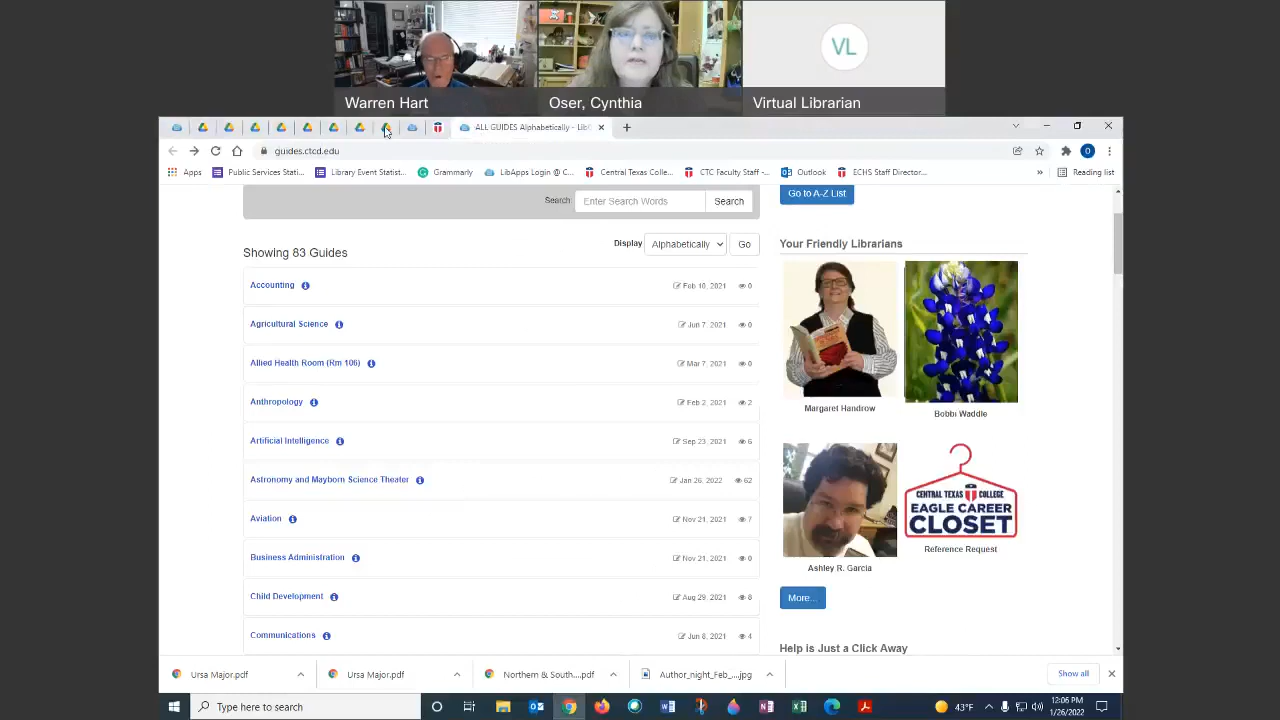 VL
Warren Hart
Oser, Cynthia
Virtual Librarian
ALL GUIDES Alphabetically - Lib
guides.ctcd.edu
Apps
Public Services Stati...
Library Event Statist...
Grammarly
LibApps Login @ C...
Central Texas Colle...
CTC Faculty Staff -...
Outlook
ECHS Staff Director...
»
Reading list
Search:
Enter Search Words
Search
Go to A-Z List
Showing 83 Guides
Display
Alphabetically
Go
Your Friendly Librarians
Accounting
Feb 10, 2021
0
Agricultural Science
Jun 7, 2021
0
Allied Health Room (Rm 106)
Mar 7, 2021
0
Anthropology
Feb 2, 2021
2
Artificial Intelligence
Sep 23, 2021
6
Astronomy and Mayborn Science Theater
Jan 26, 2022
62
Aviation
Nov 21, 2021
7
Business Administration
Nov 21, 2021
0
Child Development
Aug 29, 2021
8
Communications
Jun 8, 2021
4
Margaret Handrow
Bobbi Waddle
CENTRAL TEXAS COLLEGE
EAGLE CAREER
CLOSET
Ashley R. Garcia
Reference Request
More...
Help is Just a Click Away
Ursa Major.pdf
Ursa Major.pdf
Northern & South....pdf
Author_night_Feb_...jpg
Show all
Type here to search
43°F
12:06 PM
1/26/2022